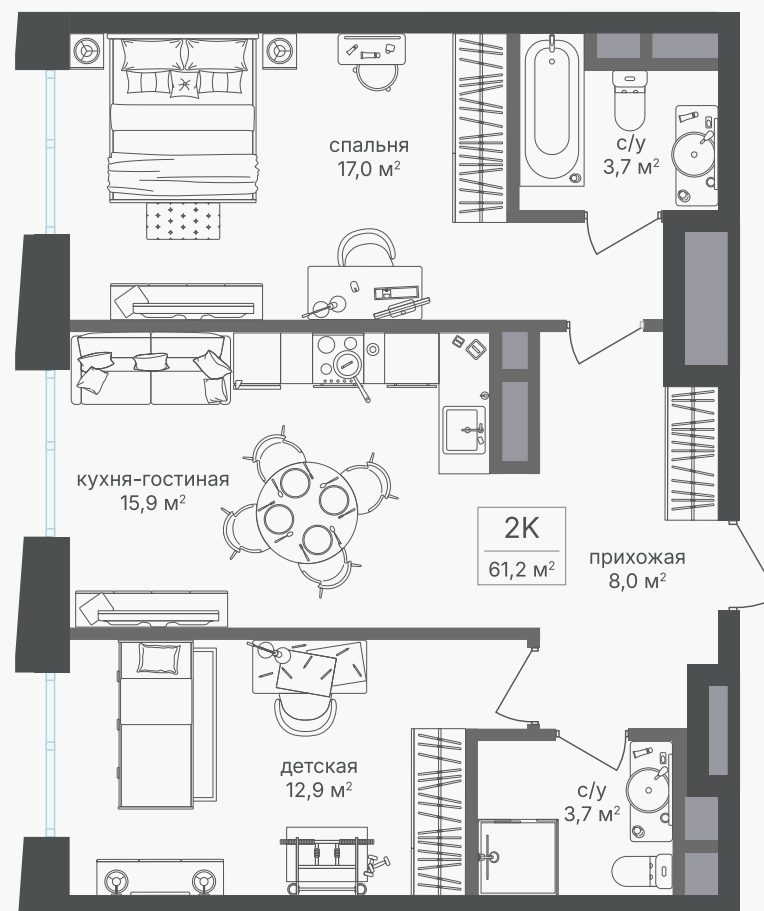 спальня
17,0 м²
с/у
3,7 м²
кухня-гостиная
15,9 м²
2К
61,2 м²
прихожая
8,0 м²
детская
12,9 м²
с/у
3,7 м²